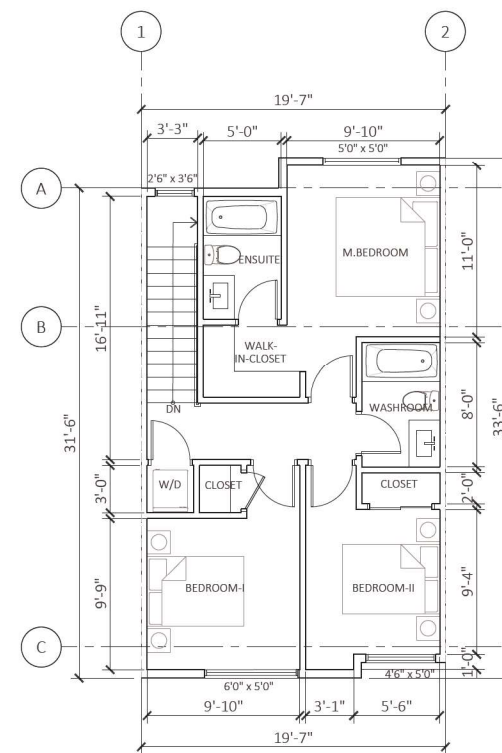 1
2
19'-7"
3'-3"
5'-0"
9'-10"
5'0" x 5'0"
2'6" x 3'6"
A
ENSUITE
M.BEDROOM
11'-0"
B
16'-11"
WALK-
IN-CLOSET
DN
WASHROOM
8'-0"
33'-6"
31'-6"
W/D
CLOSET
CLOSET
3'-0"
2'-0"
9'-9"
BEDROOM-I
BEDROOM-II
9'-4"
C
1'-0"
6'0" x 5'0"
4'6" x 5'0"
9'-10"
3'-1"
5'-6"
19'-7"